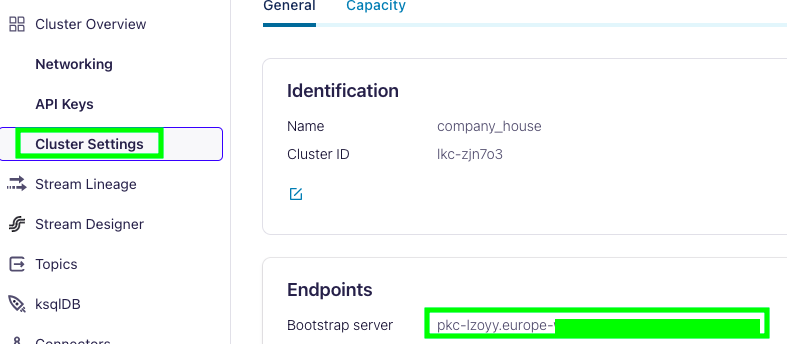 General Capacity
Cluster Overview
Networking
API Keys
Cluster Settings
Stream Lineage
Stream Designer
Topics
ksqlDB
Connectors
Identification
Name company_house
Cluster ID lkc-zjn7o3
Endpoints
Bootstrap server pkc-lzoyy.europe-